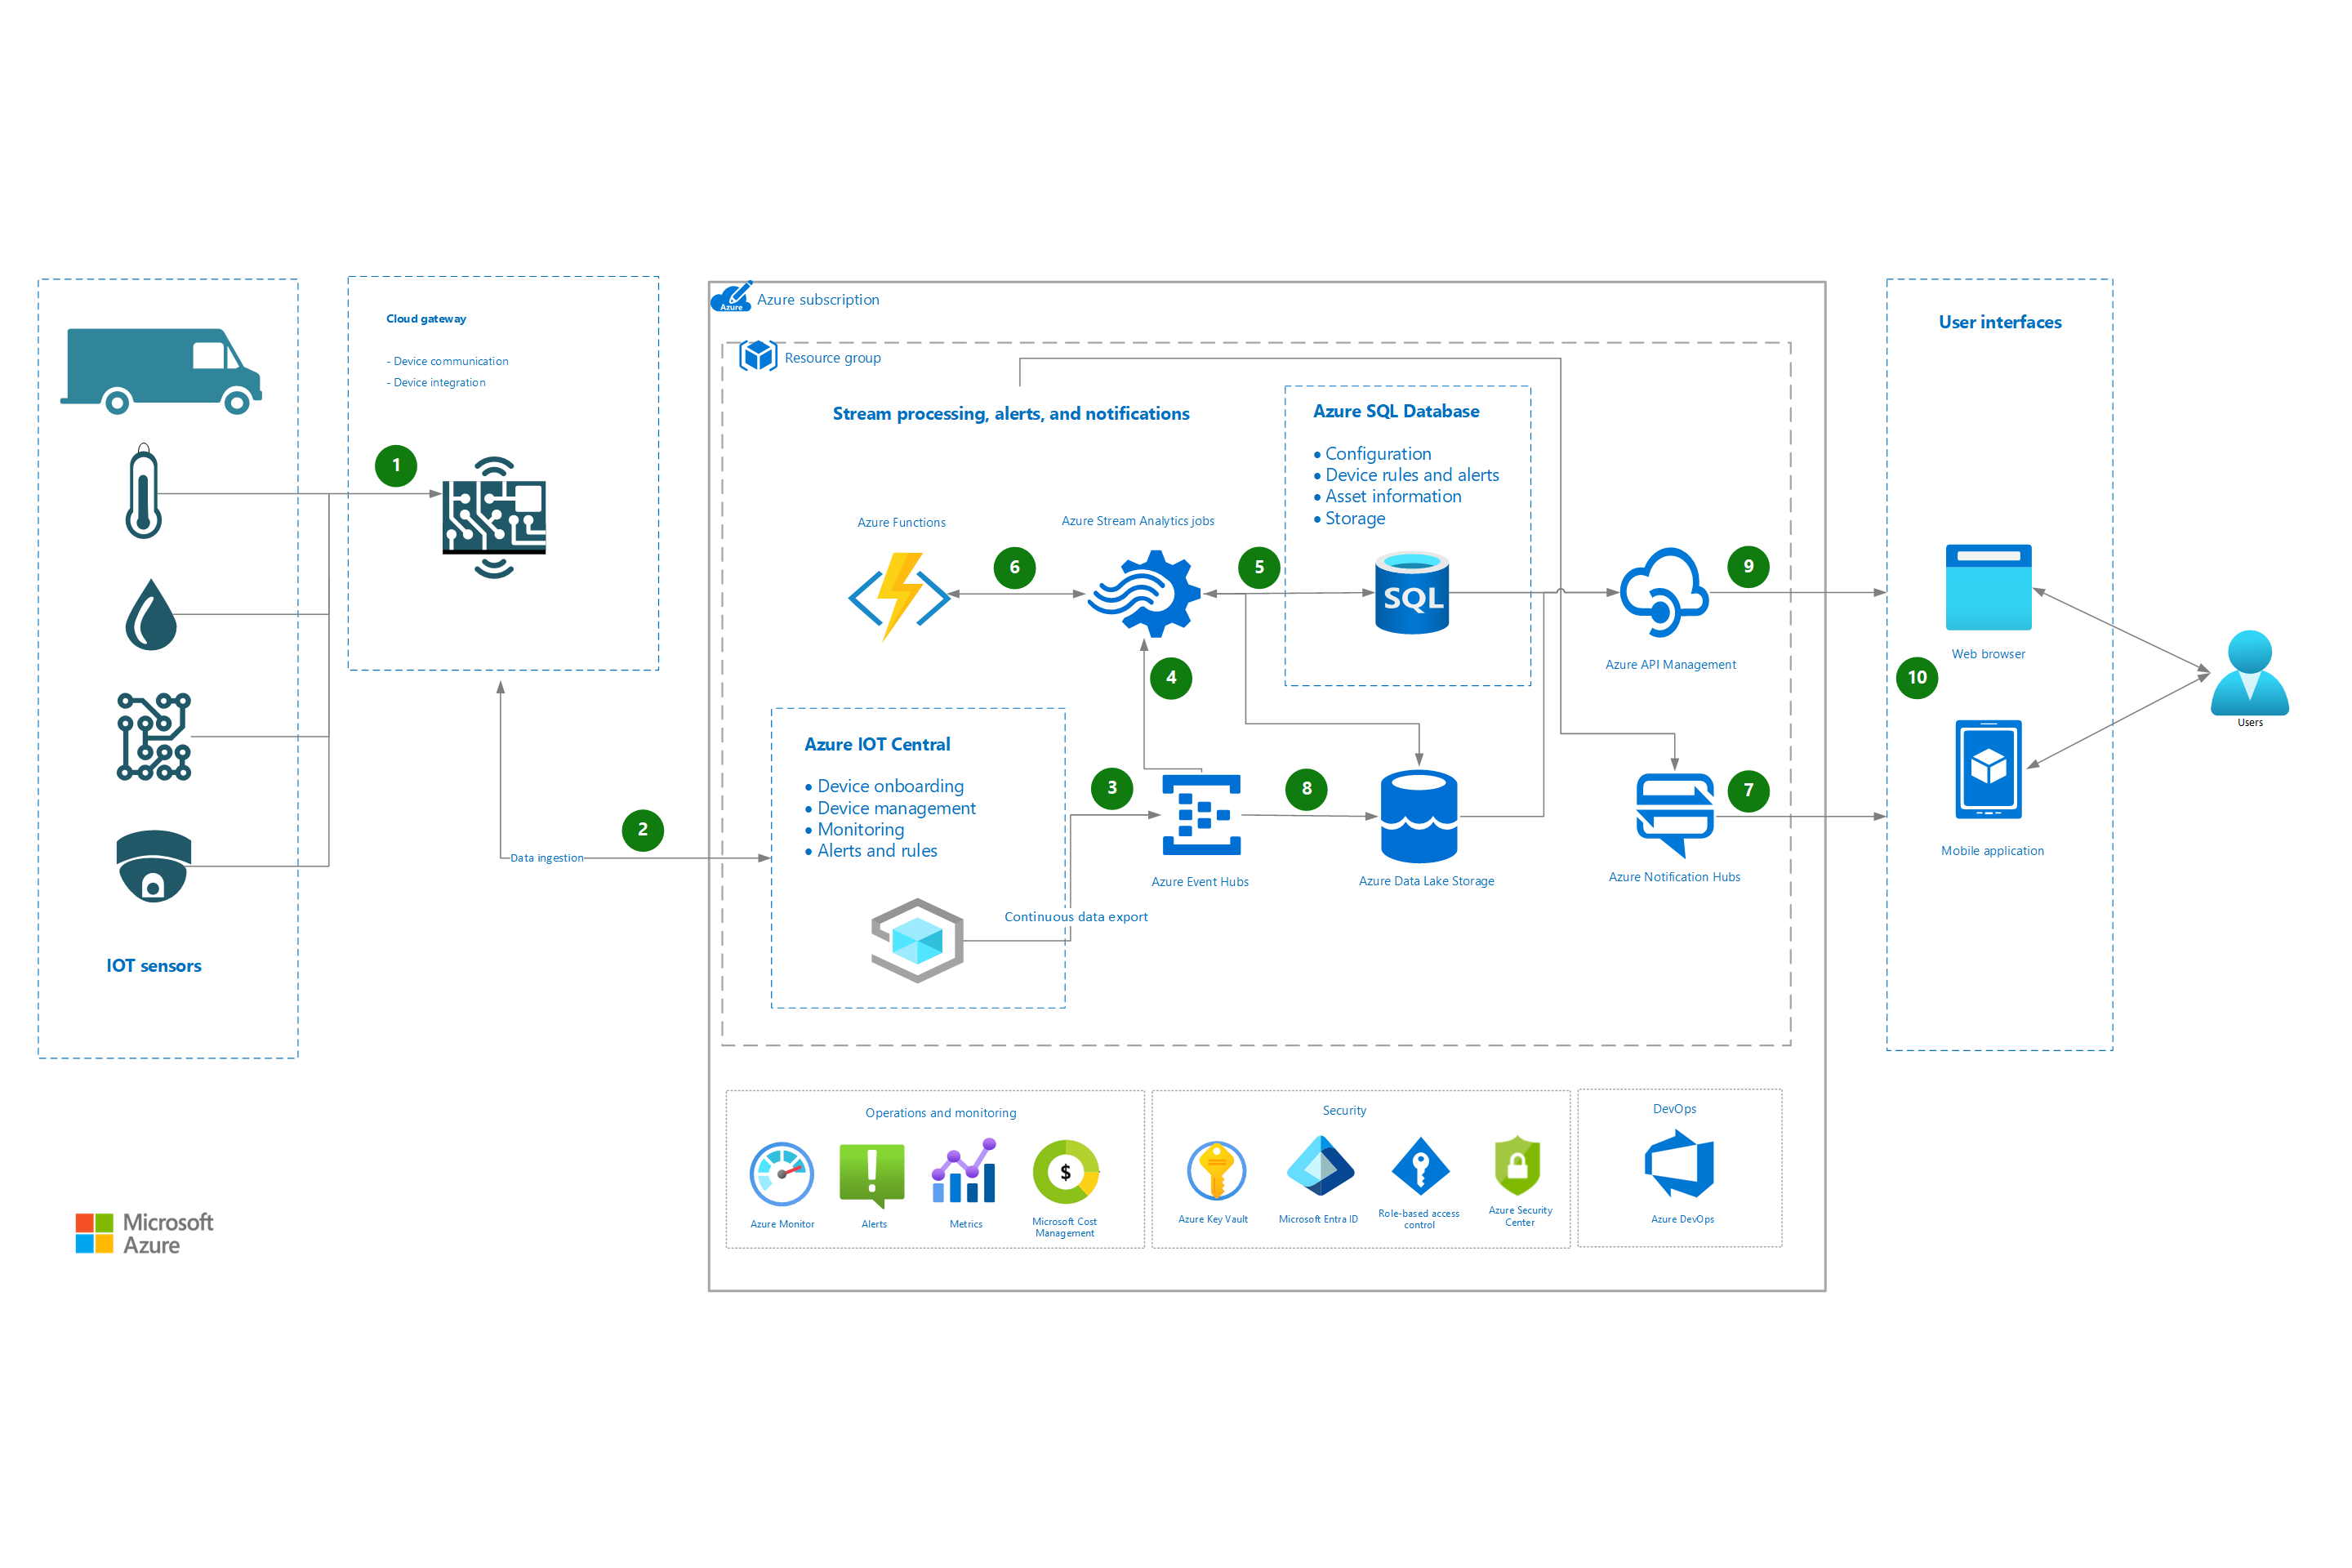 Cloud gateway
- Device communication
- Device integration
1
IOT sensors
2
Data ingestion
Azure
Azure subscription
Resource group
Stream processing, alerts, and notifications
Azure SQL Database
• Configuration
• Device rules and alerts
• Asset information
• Storage
Azure Functions
Azure Stream Analytics jobs
6
5
SQL
9
Azure API Management
4
Azure IOT Central
• Device onboarding
• Device management
• Monitoring
• Alerts and rules
3
8
7
Azure Event Hubs
Azure Data Lake Storage
Azure Notification Hubs
Continuous data export
User interfaces
Web browser
10
Mobile application
Users
Operations and monitoring
Azure Monitor
Alerts
Metrics
$
Microsoft Cost
Management
Security
Azure Key Vault
Microsoft Entra ID
Role-based access
control
Azure Security
Center
DevOps
Azure DevOps
Microsoft
Azure